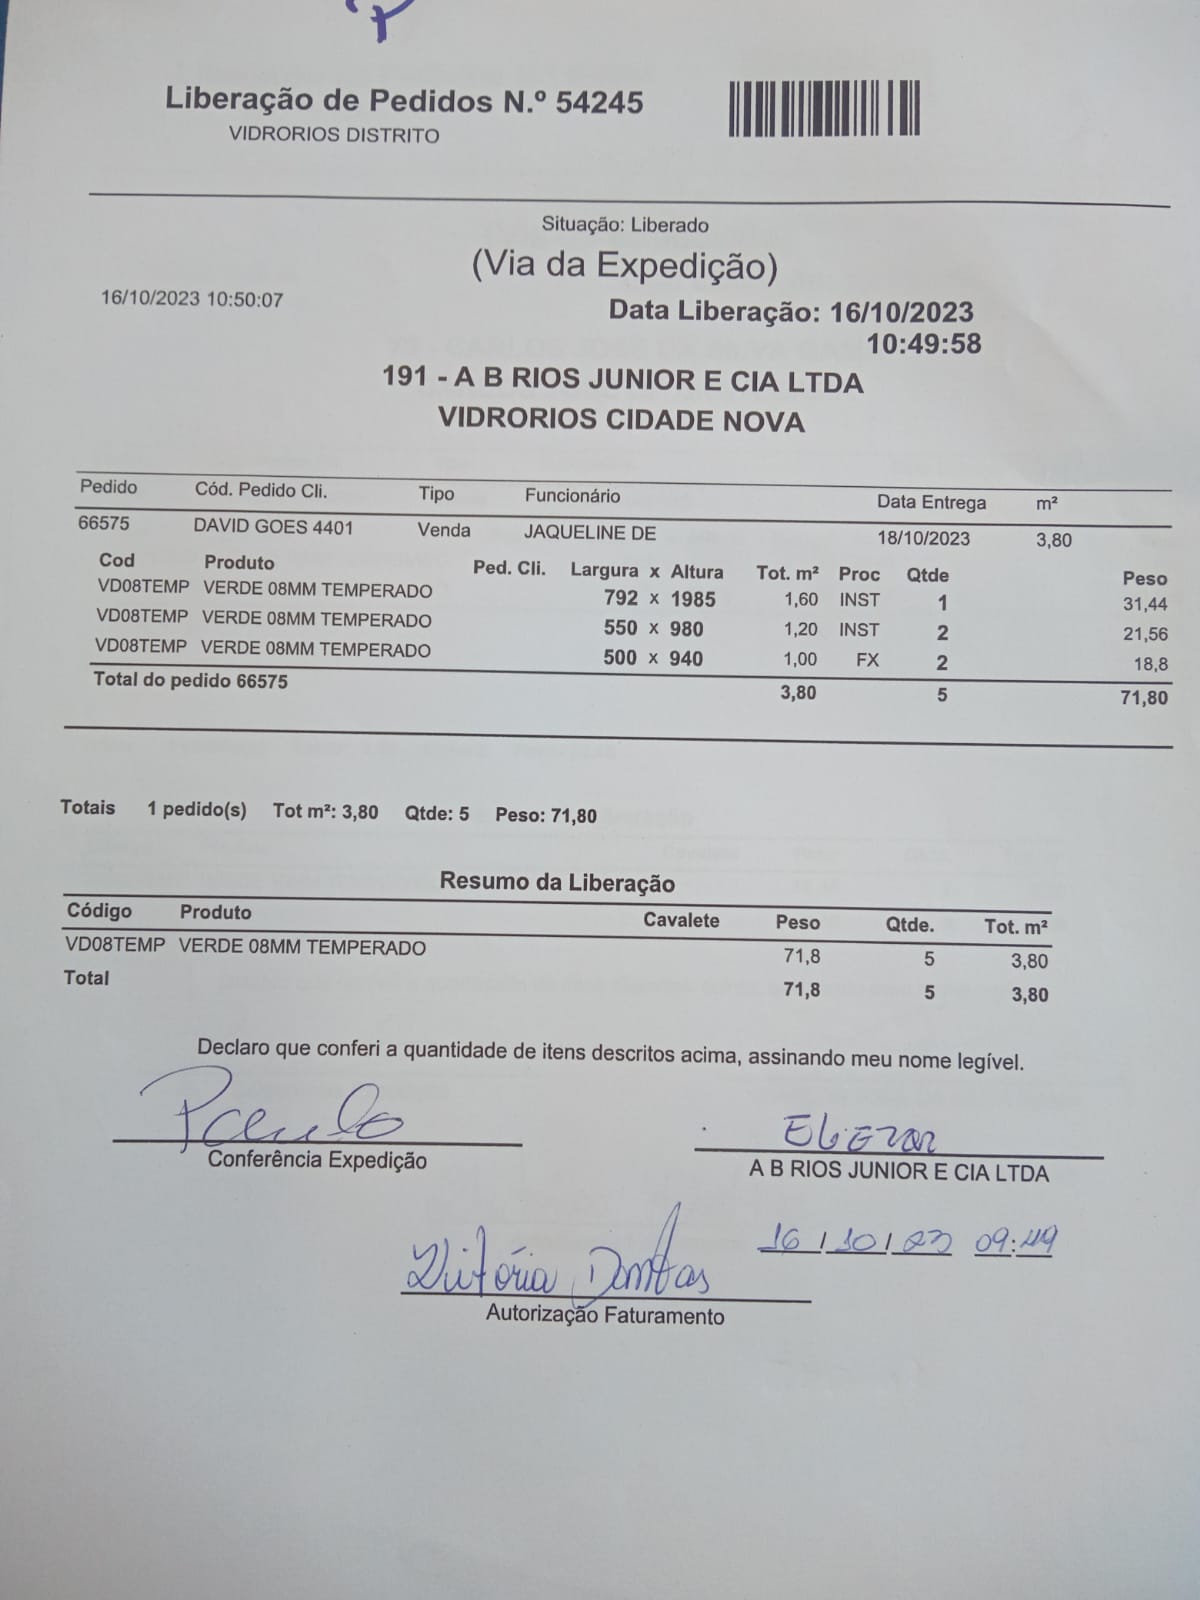 Liberação de Pedidos N.º 54245
VIDRORIOS DISTRITO
Situação: Liberado
(Via da Expedição)
16/10/2023 10:50:07
Data Liberação: 16/10/2023
10:49:58
191 - A B RIOS JUNIOR E CIA LTDA
VIDRORIOS CIDADE NOVA
Pedido Cód. Pedido Cli. Tipo Funcionário Data Entrega m²
66575 DAVID GOES 4401 Venda JAQUELINE DE 18/10/2023 3,80
Cod Produto Ped. Cli. Largura x Altura Tot. m² Proc Qtde Peso
VD08TEMP VERDE 08MM TEMPERADO 792 x 1985 1,60 INST 1 31,44
VD08TEMP VERDE 08MM TEMPERADO 550 x 980 1,20 INST 2 21,56
VD08TEMP VERDE 08MM TEMPERADO 500 x 940 1,00 FX 2 18,8
Total do pedido 66575 3,80 5 71,80
Totais 1 pedido(s) Tot m²: 3,80 Qtde: 5 Peso: 71,80
Resumo da Liberação
Código Produto Cavalete Peso Qtde. Tot. m²
VD08TEMP VERDE 08MM TEMPERADO 71,8 5 3,80
Total 71,8 5 3,80
Declaro que conferi a quantidade de itens descritos acima, assinando meu nome legível.
Paulo
Eliezar
Conferência Expedição
A B RIOS JUNIOR E CIA LTDA
16/10/23 09:49
Vitória Dantas
Autorização Faturamento